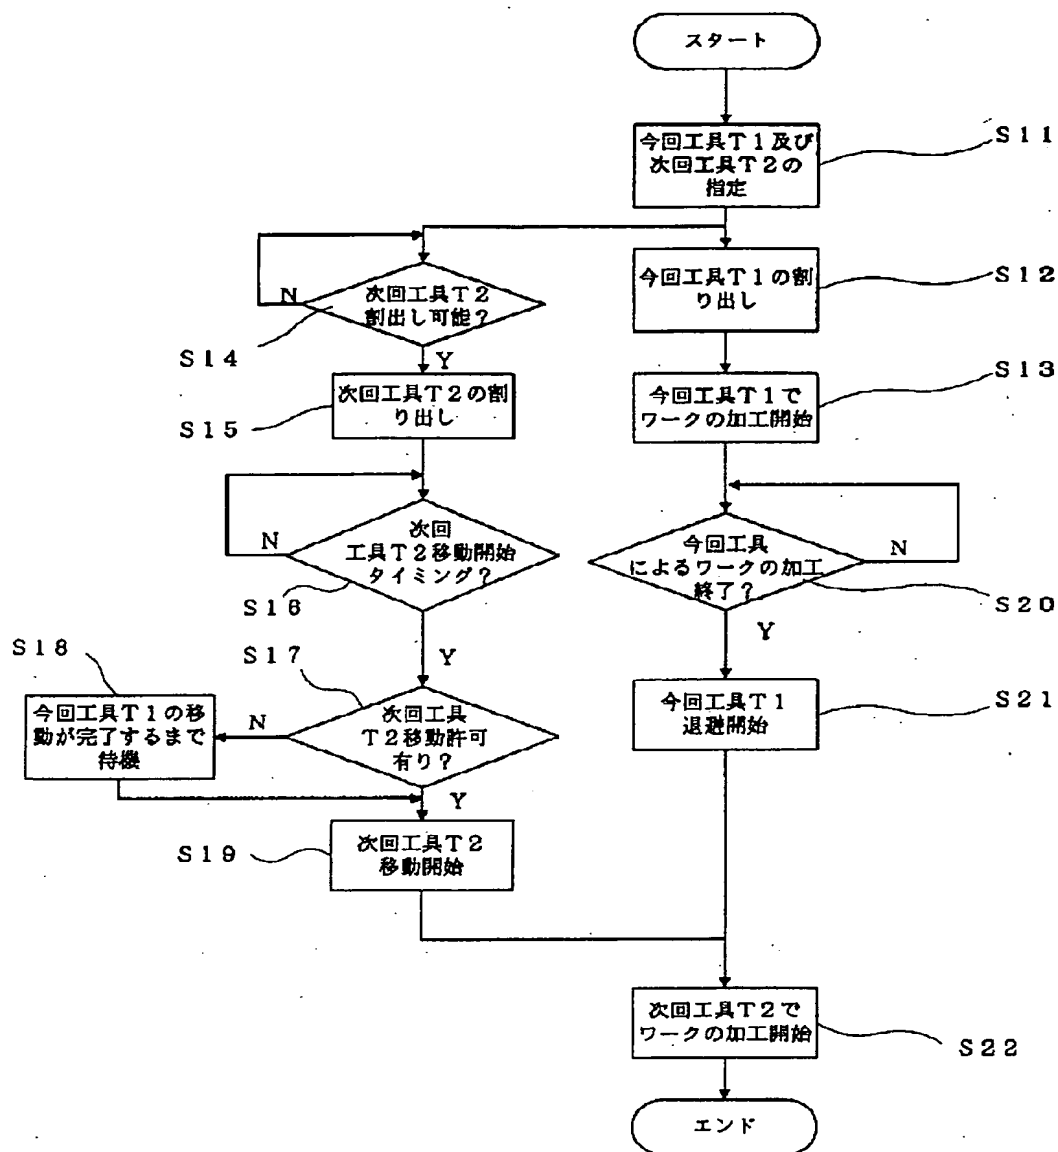 スタート
今回工具T1及び
次回工具T2の
指定
S11
今回工具T1の割
り出し
S12
次回工具T2
割出し可能?
N
Y
S14
今回工具T1で
ワークの加工開始
S13
次回工具T2の割
り出し
S15
次回
工具T2移動開始
タイミング?
N
Y
S16
今回工具
によるワークの加工
終了?
N
Y
S20
S17
S18
次回工具
T2移動許可
有り?
N
Y
今回工具T1の移
動が完了するまで
待機
今回工具T1
退避開始
S21
次回工具T2
移動開始
S19
次回工具T2で
ワークの加工開始
S22
エンド